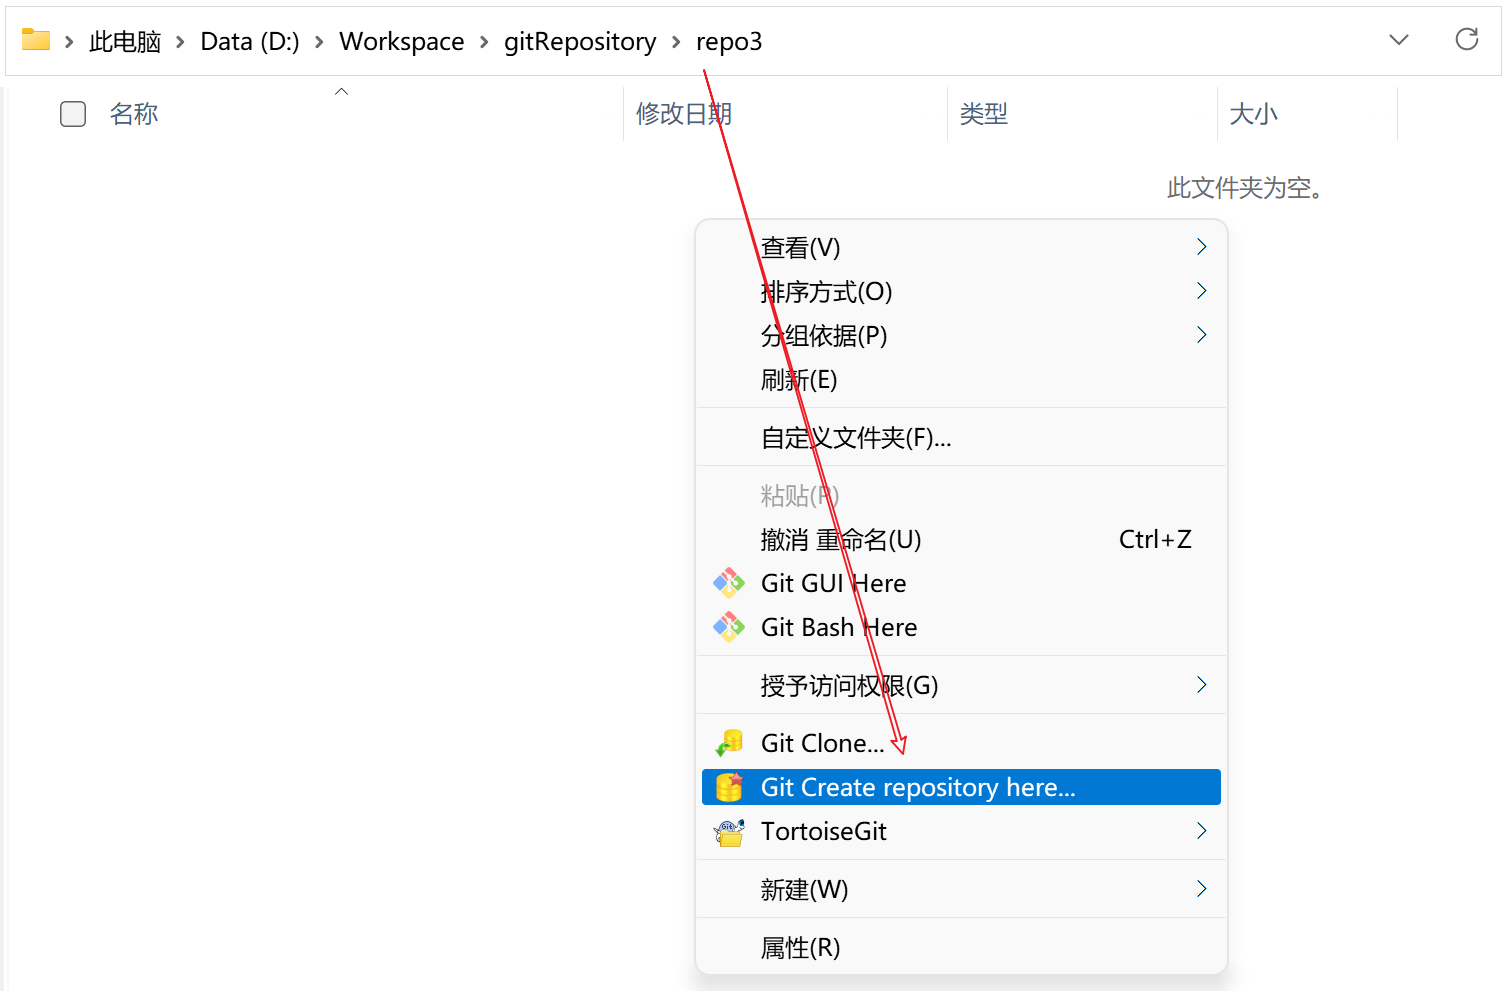 此电脑 > Data (D:) > Workspace > gitRepository > repo3
名称 修改日期 类型 大小
此文件夹为空。
查看(V)
排序方式(O)
分组依据(P)
刷新(E)
自定义文件夹(F)...
粘贴(P)
撤消 重命名(U) Ctrl+Z
Git GUI Here
Git Bash Here
授予访问权限(G)
Git Clone...
Git Create repository here...
TortoiseGit
新建(W)
属性(R)